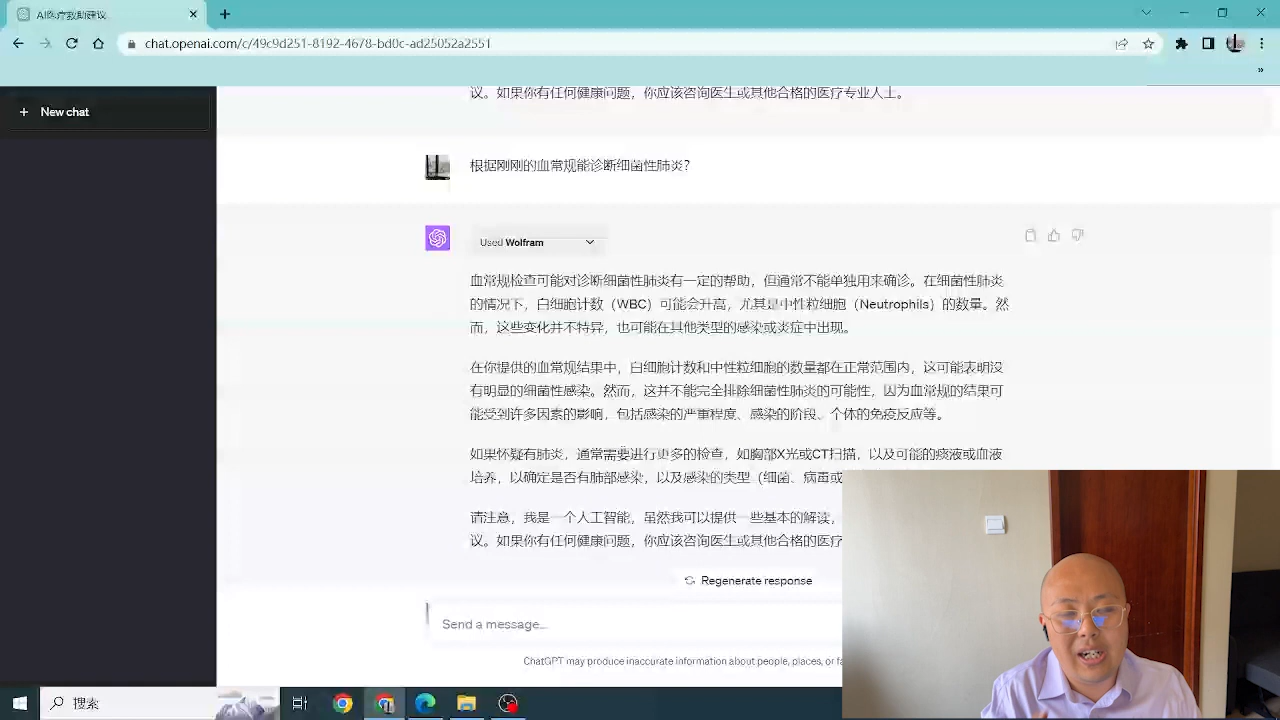 AI医疗救助建议
chat.openai.com/c/49c9d251-8192-4678-bd0c-ad25052a2551
New chat
议。如果你有任何健康问题，你应该咨询医生或其他合格的医疗专业人士。
根据刚刚的血常规能诊断细菌性肺炎?
Used Wolfram
血常规检查可能对诊断细菌性肺炎有一定的帮助，但通常不能单独用来确诊。在细菌性肺炎
的情况下，白细胞计数（WBC）可能会升高，尤其是中性粒细胞（Neutrophils）的数量。然
而，这些变化并不特异，也可能在其他类型的感染或炎症中出现。
在你提供的血常规结果中，白细胞计数和中性粒细胞的数量都在正常范围内，这可能表明没
有明显的细菌性感染。然而，这并不能完全排除细菌性肺炎的可能性，因为血常规的结果可
能受到许多因素的影响，包括感染的严重程度、感染的阶段、个体的免疫反应等。
如果怀疑有肺炎，通常需要进行更多的检查，如胸部X光或CT扫描，以及可能的痰液或血液
培养，以确定是否有肺部感染，以及感染的类型（细菌、病毒或
请注意，我是一个人工智能，虽然我可以提供一些基本的解读，
议。如果你有任何健康问题，你应该咨询医生或其他合格的医疗
Regenerate response
Send a message...
ChatGPT may produce inaccurate information about people, places, or fa
搜索